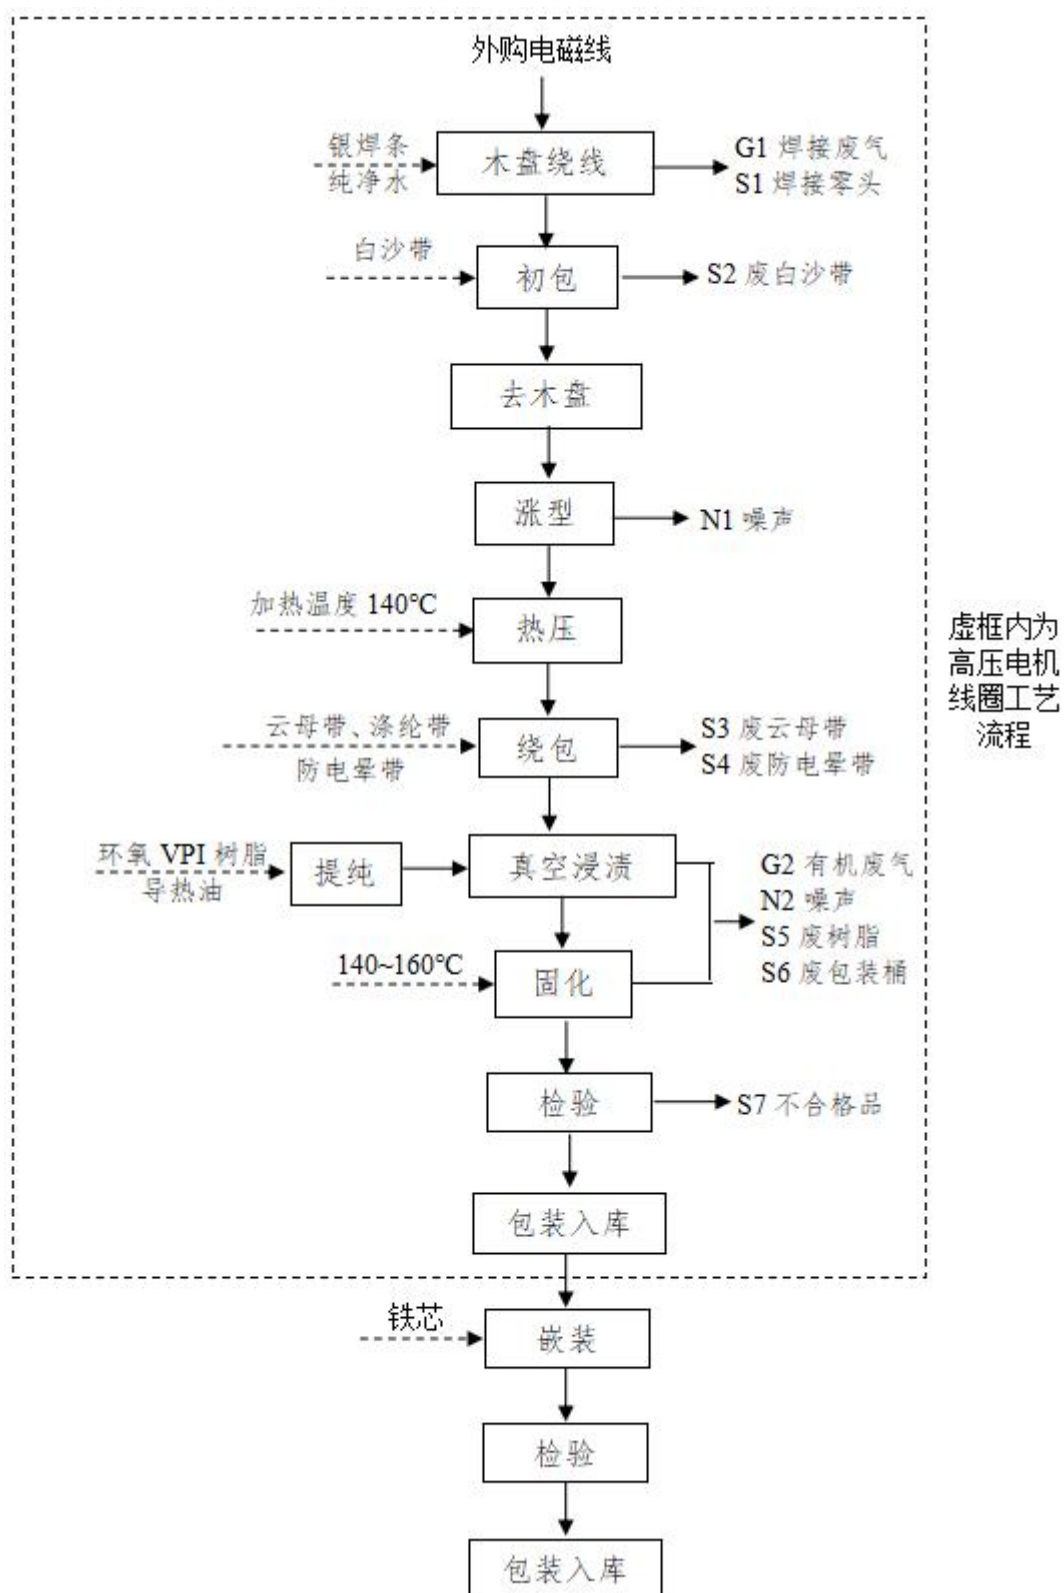 外购电磁线
银焊条
纯净水
木盘绕线
G1 焊接废气
S1 焊接零头
白沙带
初包
S2 废白沙带
去木盘
涨型
N1 噪声
加热温度 140℃
热压
云母带、涤纶带
防电晕带
绕包
S3 废云母带
S4 废防电晕带
环氧 VPI 树脂
导热油
提纯
真空浸渍
G2 有机废气
N2 噪声
S5 废树脂
S6 废包装桶
140~160℃
固化
检验
S7 不合格品
包装入库
虚框内为
高压电机
线圈工艺
流程
铁芯
嵌装
检验
包装入库